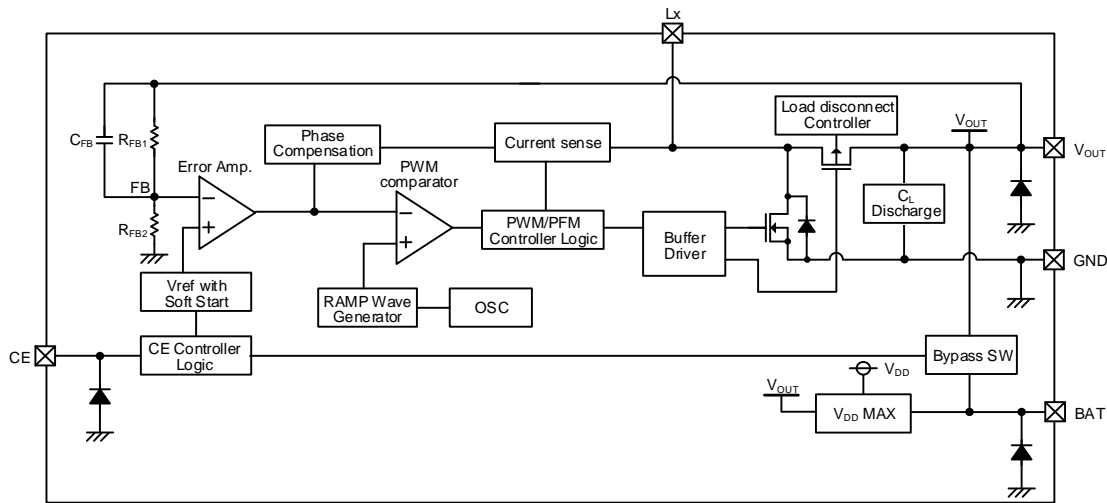 Lx
Load disconnect
Controller
VOUT
Phase
Compensation
Current sense
CFB
RFB1
VOUT
Error Amp.
PWM
comparator
FB
−
+
−
+
CL
Discharge
RFB2
PWM/PFM
Controller Logic
Buffer
Driver
GND
Vref with
Soft Start
RAMP Wave
Generator
OSC
CE
CE Controller
Logic
Bypass SW
VDD
VOUT
VDD MAX
BAT